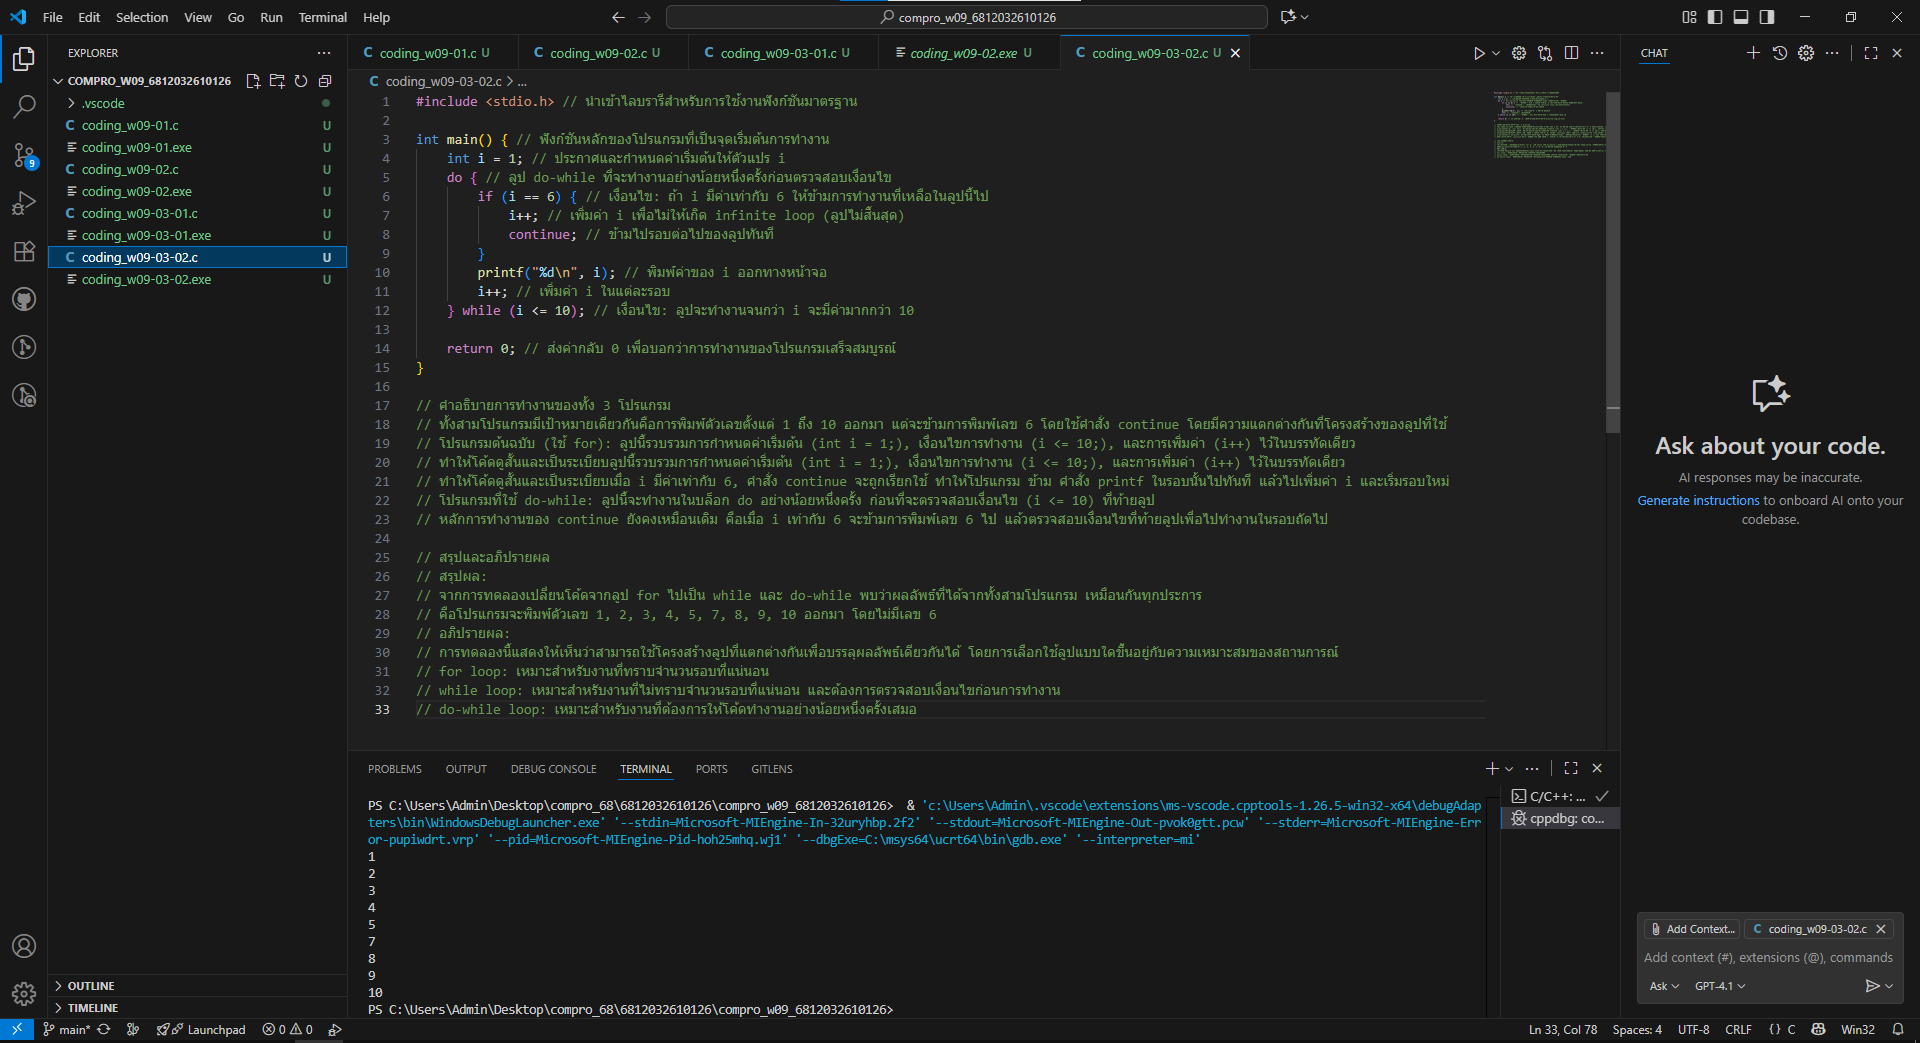 File Edit Selection View Go Run Terminal Help
compro_w09_6812032610126
EXPLORER
COMPRO_W09_6812032610126
.vscode
coding_w09-01.c U
coding_w09-01.exe U
coding_w09-02.c U
coding_w09-02.exe U
coding_w09-03-01.c U
coding_w09-03-01.exe U
coding_w09-03-02.c U
coding_w09-03-02.exe U
OUTLINE
TIMELINE
9
C coding_w09-01.c U C coding_w09-02.c U C coding_w09-03-01.c U coding_w09-02.exe U C coding_w09-03-02.c U
C coding_w09-03-02.c > ...
1 #include <stdio.h> // นำเข้าไลบรารีสำหรับการใช้งานฟังก์ชันมาตรฐาน
2
3 int main() { // ฟังก์ชันหลักของโปรแกรมที่เป็นจุดเริ่มต้นการทำงาน
4 int i = 1; // ประกาศและกำหนดค่าเริ่มต้นให้ตัวแปร i
5 do { // ลูป do-while ที่จะทำงานอย่างน้อยหนึ่งครั้งก่อนตรวจสอบเงื่อนไข
6 if (i == 6) { // เงื่อนไข: ถ้า i มีค่าเท่ากับ 6 ให้ข้ามการทำงานที่เหลือในลูปนี้ไป
7 i++; // เพิ่มค่า i เพื่อไม่ให้เกิด infinite loop (ลูปไม่สิ้นสุด)
8 continue; // ข้ามไปรอบต่อไปของลูปทันที
9 }
10 printf("%d\n", i); // พิมพ์ค่าของ i ออกทางหน้าจอ
11 i++; // เพิ่มค่า i ในแต่ละรอบ
12 } while (i <= 10); // เงื่อนไข: ลูปจะทำงานจนกว่า i จะมีค่ามากกว่า 10
13
14 return 0; // ส่งค่ากลับ 0 เพื่อบอกว่าการทำงานของโปรแกรมเสร็จสมบูรณ์
15 }
16
17 // คำอธิบายการทำงานของทั้ง 3 โปรแกรม
18 // ทั้งสามโปรแกรมมีเป้าหมายเดียวกันคือการพิมพ์ตัวเลขตั้งแต่ 1 ถึง 10 ออกมา แต่จะข้ามการพิมพ์เลข 6 โดยใช้คำสั่ง continue โดยมีความแตกต่างกันที่โครงสร้างของลูปที่ใช้
19 // โปรแกรมต้นฉบับ (ใช้ for): ลูปนี้รวบรวมการกำหนดค่าเริ่มต้น (int i = 1;), เงื่อนไขการทำงาน (i <= 10;), และการเพิ่มค่า (i++) ไว้ในบรรทัดเดียว
20 // ทำให้โค้ดดูสั้นและเป็นระเบียบลูปนี้รวบรวมการกำหนดค่าเริ่มต้น (int i = 1;), เงื่อนไขการทำงาน (i <= 10;), และการเพิ่มค่า (i++) ไว้ในบรรทัดเดียว
21 // ทำให้โค้ดดูสั้นและเป็นระเบียบเมื่อ i มีค่าเท่ากับ 6, คำสั่ง continue จะถูกเรียกใช้ ทำให้โปรแกรม ข้าม คำสั่ง printf ในรอบนั้นไปทันที แล้วไปเพิ่มค่า i และเริ่มรอบใหม่
22 // โปรแกรมที่ใช้ do-while: ลูปนี้จะทำงานในบล็อก do อย่างน้อยหนึ่งครั้ง ก่อนที่จะตรวจสอบเงื่อนไข (i <= 10) ที่ท้ายลูป
23 // หลักการทำงานของ continue ยังคงเหมือนเดิม คือเมื่อ i เท่ากับ 6 จะข้ามการพิมพ์เลข 6 ไป แล้วตรวจสอบเงื่อนไขที่ท้ายลูปเพื่อไปทำงานในรอบถัดไป
24
25 // สรุปและอภิปรายผล
26 // สรุปผล:
27 // จากการทดลองเปลี่ยนโค้ดจากลูป for ไปเป็น while และ do-while พบว่าผลลัพธ์ที่ได้จากทั้งสามโปรแกรม เหมือนกันทุกประการ
28 // คือโปรแกรมจะพิมพ์ตัวเลข 1, 2, 3, 4, 5, 7, 8, 9, 10 ออกมา โดยไม่มีเลข 6
29 // อภิปรายผล:
30 // การทดลองนี้แสดงให้เห็นว่าสามารถใช้โครงสร้างลูปที่แตกต่างกันเพื่อบรรลุผลลัพธ์เดียวกันได้ โดยการเลือกใช้ลูปแบบใดขึ้นอยู่กับความเหมาะสมของสถานการณ์
31 // for loop: เหมาะสำหรับงานที่ทราบจำนวนรอบที่แน่นอน
32 // while loop: เหมาะสำหรับงานที่ไม่ทราบจำนวนรอบที่แน่นอน และต้องการตรวจสอบเงื่อนไขก่อนการทำงาน
33 // do-while loop: เหมาะสำหรับงานที่ต้องการให้โค้ดทำงานอย่างน้อยหนึ่งครั้งเสมอ
PROBLEMS OUTPUT DEBUG CONSOLE TERMINAL PORTS GITLENS
PS C:\Users\Admin\Desktop\compro_68\6812032610126\compro_w09_6812032610126> & 'c:\Users\Admin\.vscode\extensions\ms-vscode.cpptools-1.26.5-win32-x64\debugAdap
ters\bin\WindowsDebugLauncher.exe' '--stdin=Microsoft-MIEngine-In-32uryhbp.2f2' '--stdout=Microsoft-MIEngine-Out-pvok0gtt.pcw' '--stderr=Microsoft-MIEngine-Err
or-pupiwdrt.vrp' '--pid=Microsoft-MIEngine-Pid-hoh25mhq.wj1' '--dbgExe=C:\msys64\ucrt64\bin\gdb.exe' '--interpreter=mi'
1
2
3
4
5
7
8
9
10
PS C:\Users\Admin\Desktop\compro_68\6812032610126\compro_w09_6812032610126>
C/C++: ...
cppdbg: co...
CHAT
Ask about your code.
AI responses may be inaccurate.
Generate instructions to onboard AI onto your
codebase.
Add Context... C coding_w09-03-02.c
Add context (#), extensions (@), commands
Ask GPT-4.1
main* Launchpad 0 0
Ln 33, Col 78 Spaces: 4 UTF-8 CRLF {} C Win32